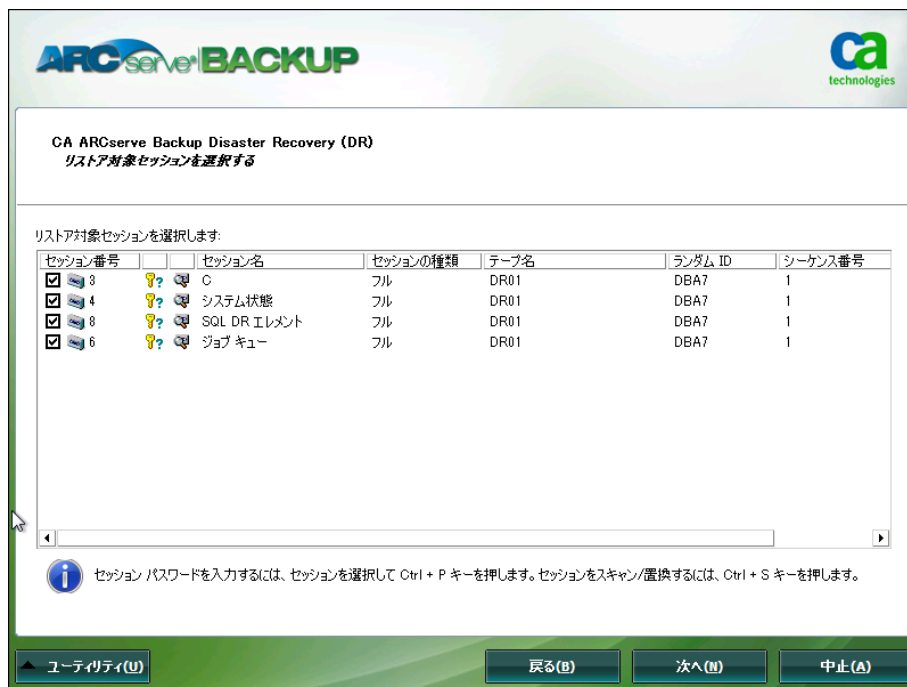 ARCserve BACKUP
ca
technologies
CA ARCserve Backup Disaster Recovery (DR)
リストア対象セッションを選択する
リストア対象セッションを選択します:
セッション番号 セッション名 セッションの種類 テープ名 ランダム ID シーケンス番号
3 C フル DR01 DBA7 1
4 システム状態 フル DR01 DBA7 1
8 SQL DR エレメント フル DR01 DBA7 1
6 ジョブ キュー フル DR01 DBA7 1
セッション パスワードを入力するには、セッションを選択して Ctrl + P キーを押します。セッションをスキャン/置換するには、Ctrl + S キーを押します。
ユーティリティ(U) 戻る(B) 次へ(N) 中止(A)